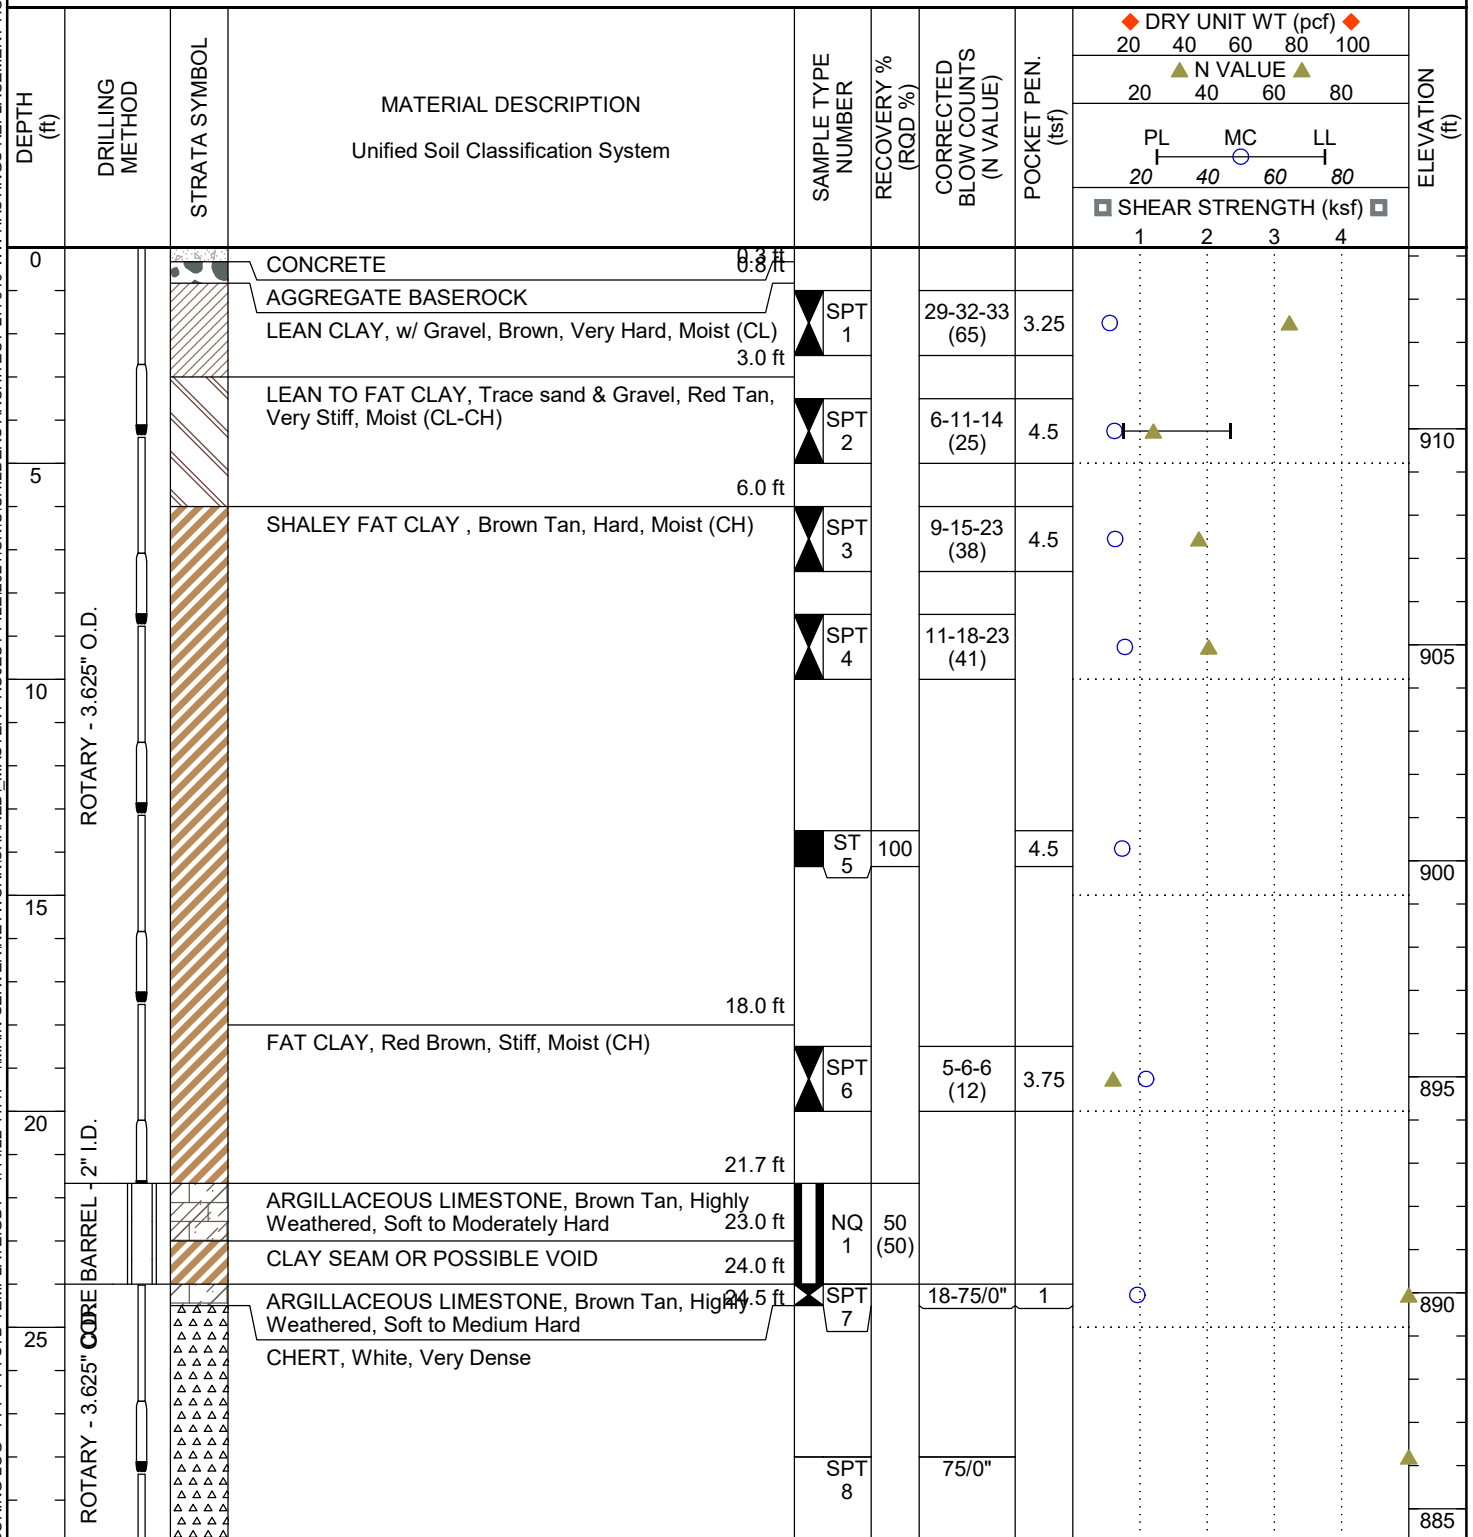 DEPTH
(ft)
DRILLING
METHOD
STRATA SYMBOL
MATERIAL DESCRIPTION
Unified Soil Classification System
SAMPLE TYPE
NUMBER
RECOVERY %
(RQD %)
CORRECTED
BLOW COUNTS
(N VALUE)
POCKET PEN.
(tsf)
DRY UNIT WT (pcf)
20 40 60 80 100
N VALUE
20 40 60 80
PL MC LL
20 40 60 80
SHEAR STRENGTH (ksf)
1 2 3 4
ELEVATION
(ft)
0
0.3 ft
CONCRETE
0.8 ft
AGGREGATE BASEROCK
LEAN CLAY, w/ Gravel, Brown, Very Hard, Moist (CL)
3.0 ft
SPT
1
29-32-33
(65)
3.25
LEAN TO FAT CLAY, Trace sand & Gravel, Red Tan,
Very Stiff, Moist (CL-CH)
SPT
2
6-11-14
(25)
4.5
910
5
6.0 ft
SHALEY FAT CLAY , Brown Tan, Hard, Moist (CH)
SPT
3
9-15-23
(38)
4.5
ROTARY - 3.625" O.D.
SPT
4
11-18-23
(41)
905
10
ST
5
100
4.5
900
15
18.0 ft
FAT CLAY, Red Brown, Stiff, Moist (CH)
SPT
6
5-6-6
(12)
3.75
895
20
21.7 ft
CORE BARREL - 2" I.D.
ARGILLACEOUS LIMESTONE, Brown Tan, Highly
Weathered, Soft to Moderately Hard
23.0 ft
NQ
1
50
(50)
CLAY SEAM OR POSSIBLE VOID
24.0 ft
ARGILLACEOUS LIMESTONE, Brown Tan, Highly
24.5 ft
Weathered, Soft to Medium Hard
SPT
7
18-75/0"
1
890
25
CHERT, White, Very Dense
ROTARY - 3.625" O.D.
SPT
8
75/0"
885